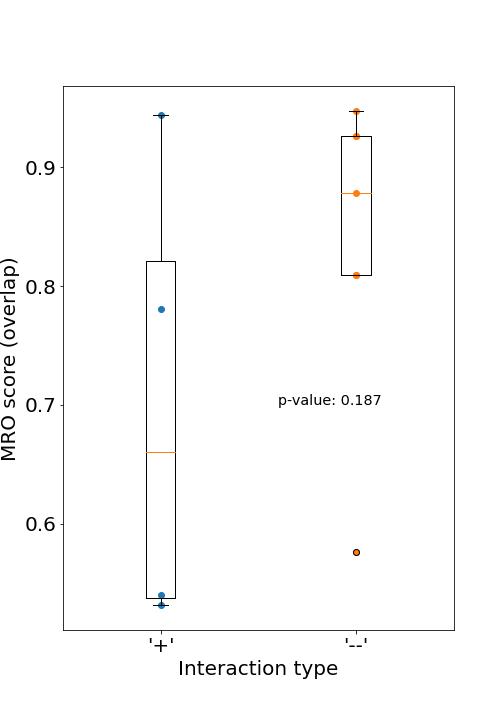 0.9
0.8
0.7
0.6
MRO score (overlap)
p-value: 0.187
'+'
'--'
Interaction type